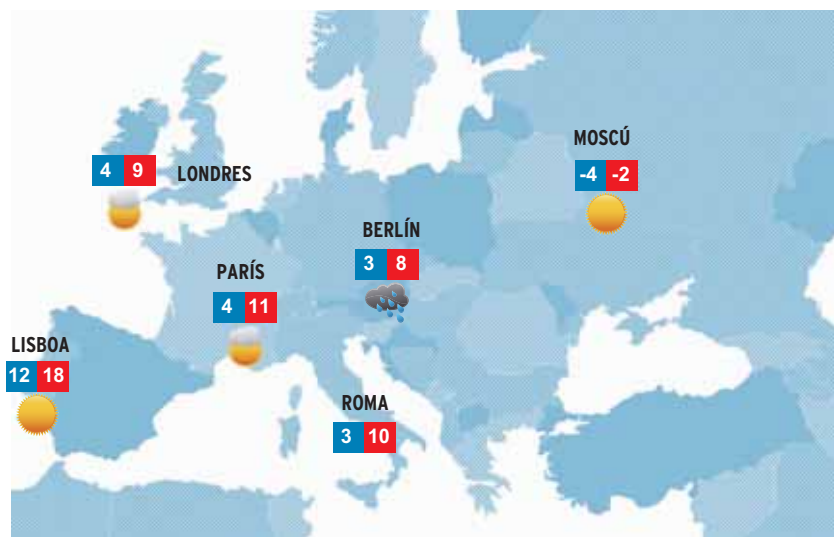 MOSCÚ
-4 -2
4 9 LONDRES
BERLÍN
3 8
PARÍS
4 11
LISBOA
12 18
ROMA
3 10